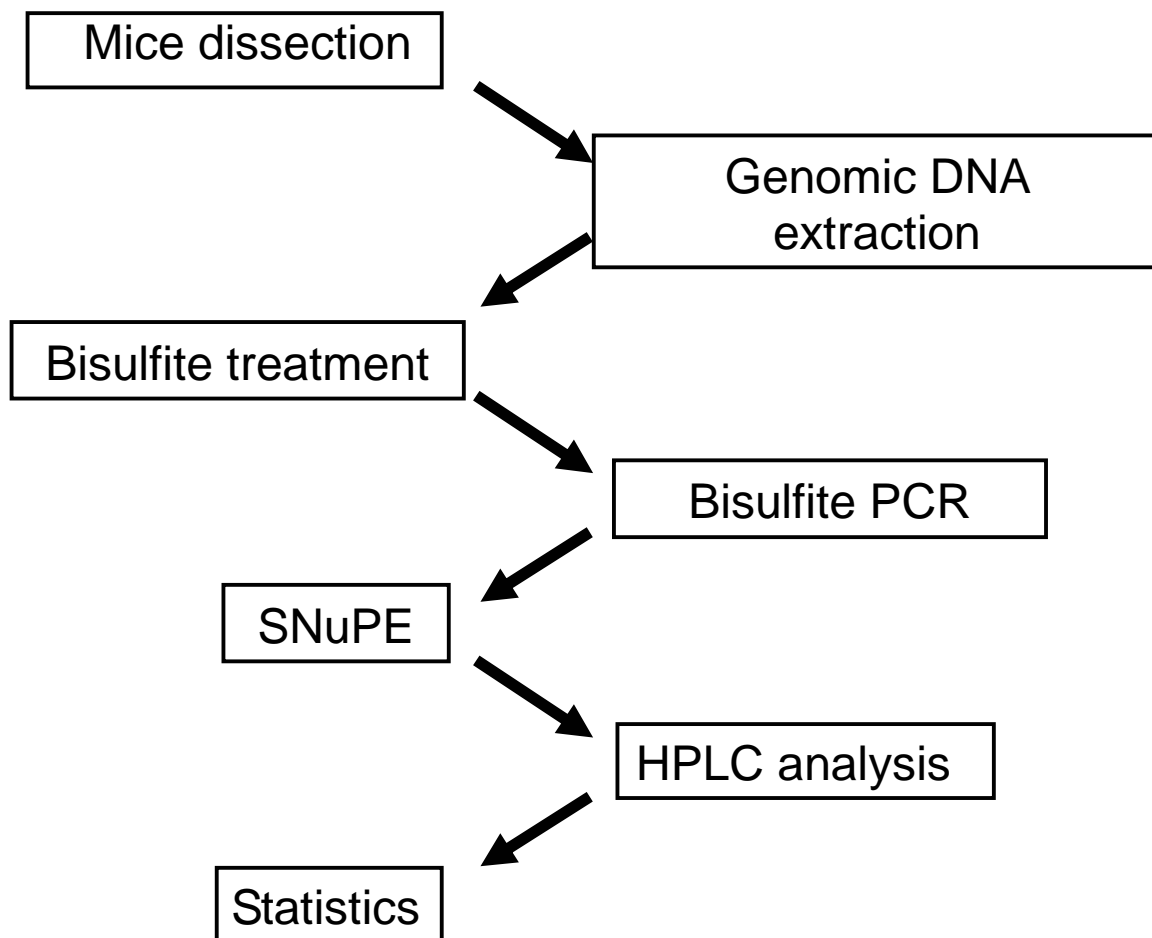 Mice dissection
Genomic DNA
extraction
Bisulfite treatment
Bisulfite PCR
SNuPE
HPLC analysis
Statistics